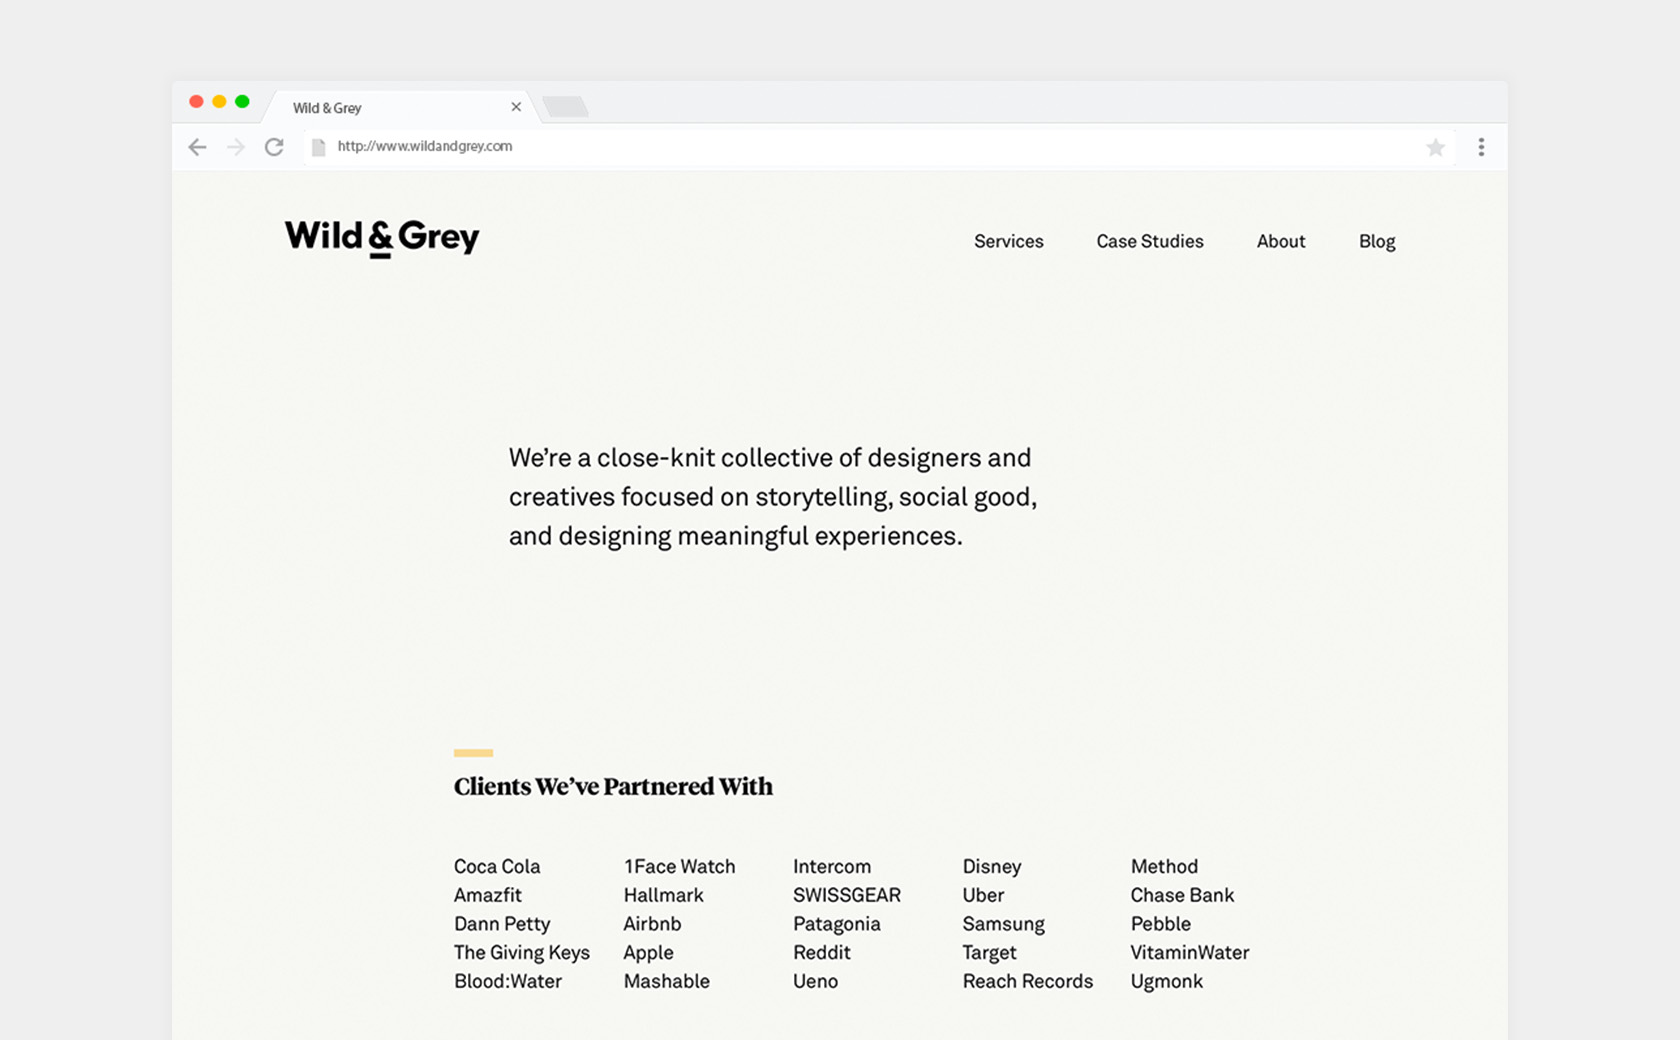 Wild & Grey
http://www.wildandgrey.com
Wild & Grey
Services Case Studies About Blog
We’re a close-knit collective of designers and
creatives focused on storytelling, social good,
and designing meaningful experiences.
Clients We’ve Partnered With
Coca Cola 1Face Watch Intercom Disney Method
Amazfit Hallmark SWISSGEAR Uber Chase Bank
Dann Petty Airbnb Patagonia Samsung Pebble
The Giving Keys Apple Reddit Target VitaminWater
Blood:Water Mashable Ueno Reach Records Ugmonk